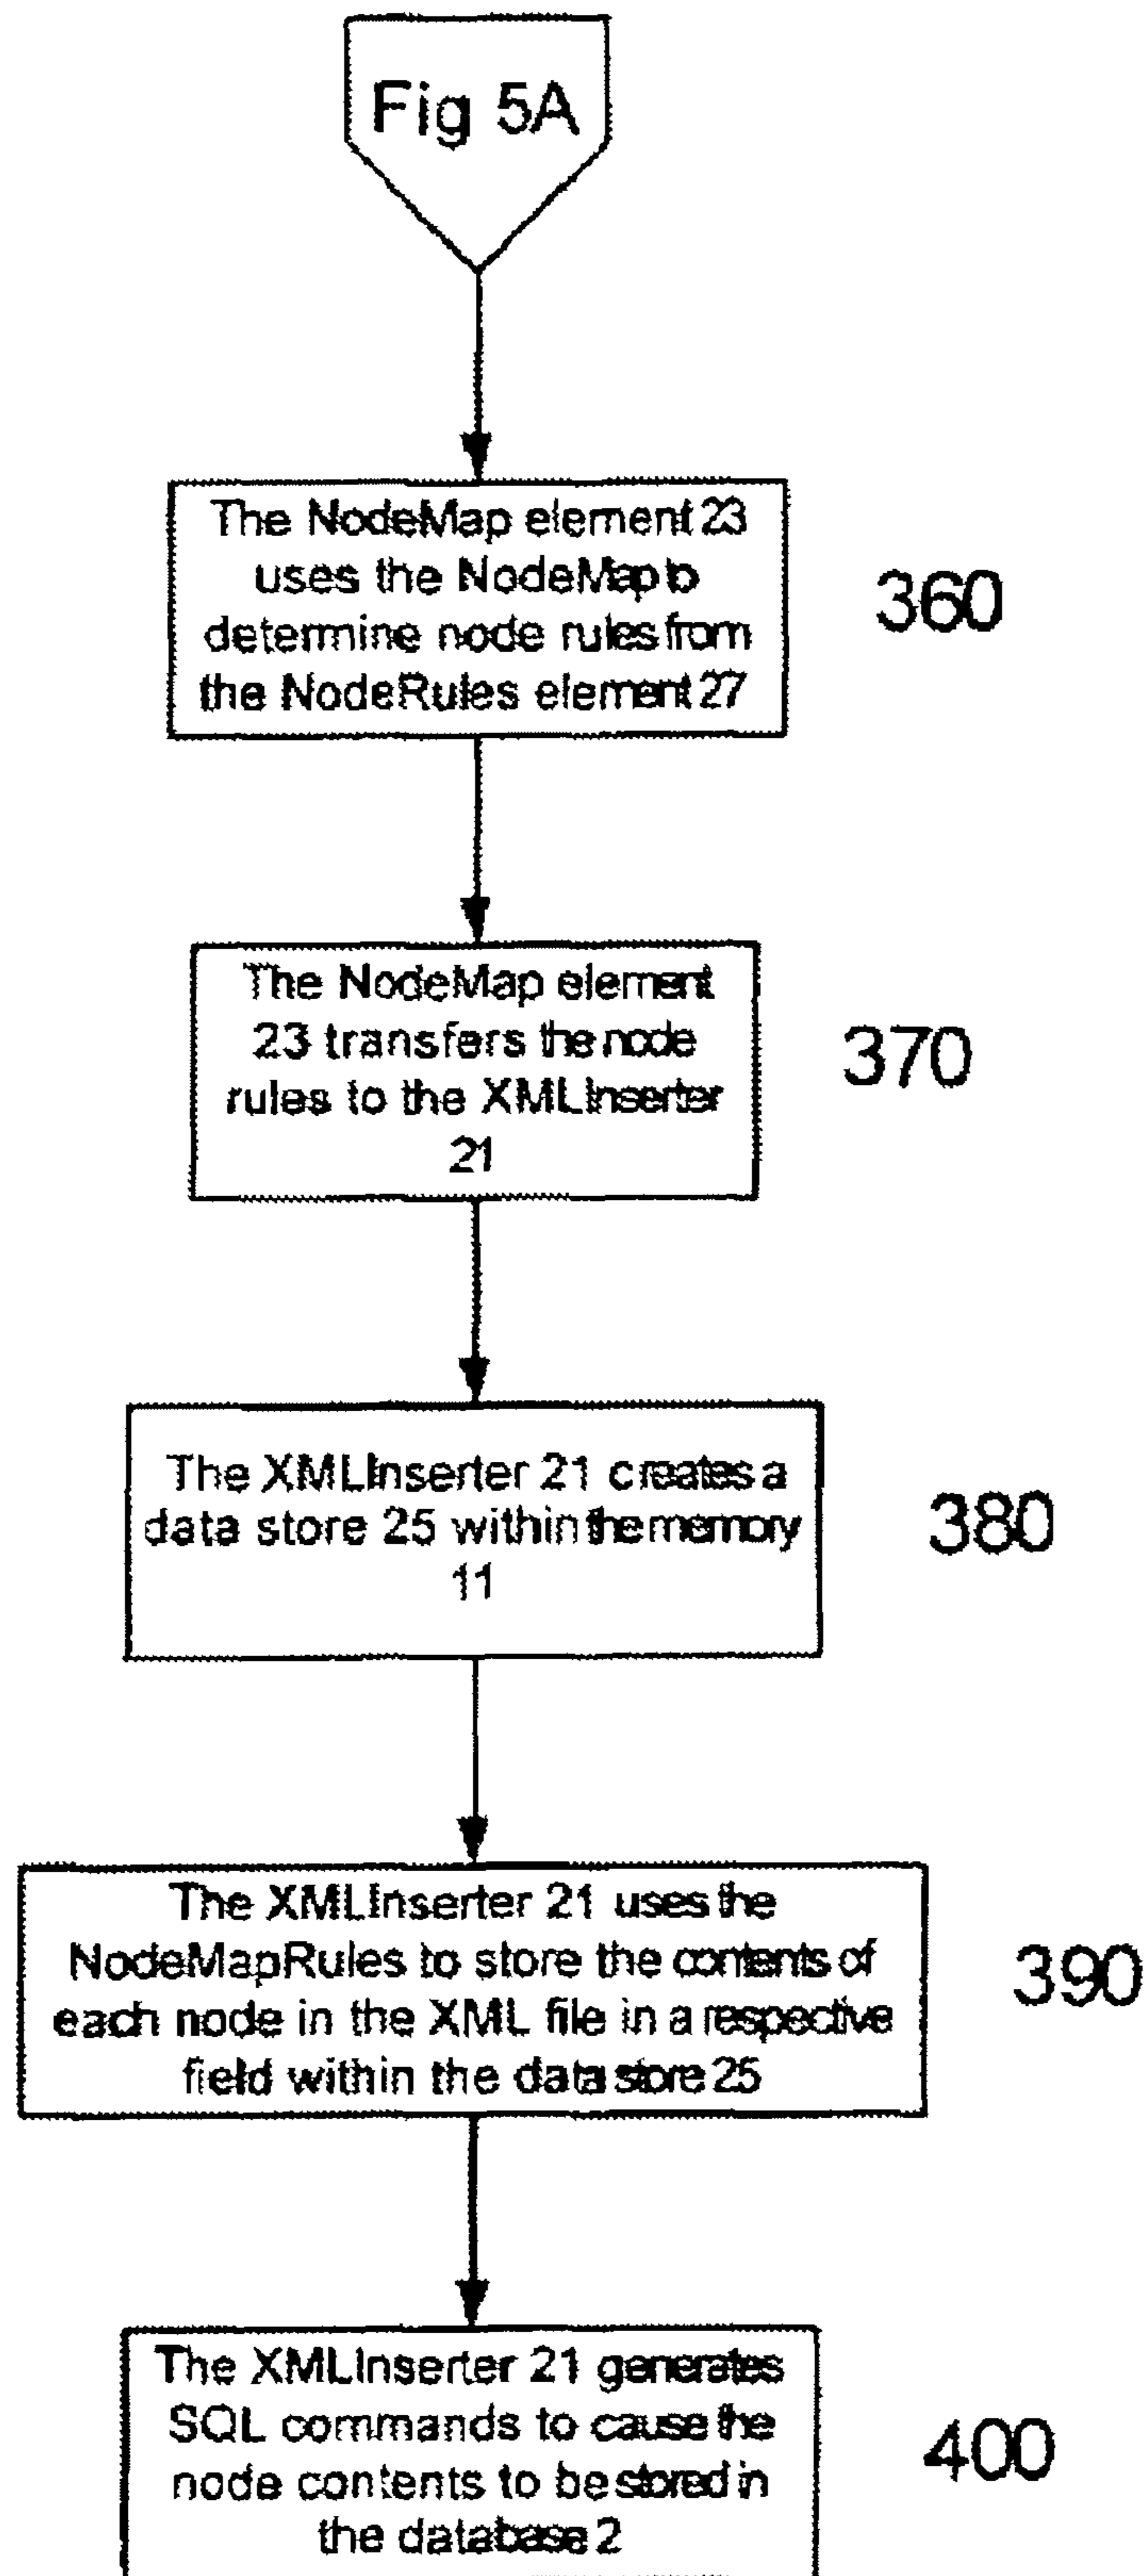 Fig 5A
The NodeMap element 23
uses the NodeMap to
determine node rules from
the NodeRules element 27
360
The NodeMap element
23 transfers the node
rules to the XMLInserter
21
370
The XMLInserter 21 creates a
data store 25 within the memory
11
380
The XMLInserter 21 uses the
NodeMapRules to store the contents of
each node in the XML file in a respective
field within the data store 25
390
The XMLInserter 21 generates
SQL commands to cause the
node contents to be stored in
the database 2
400